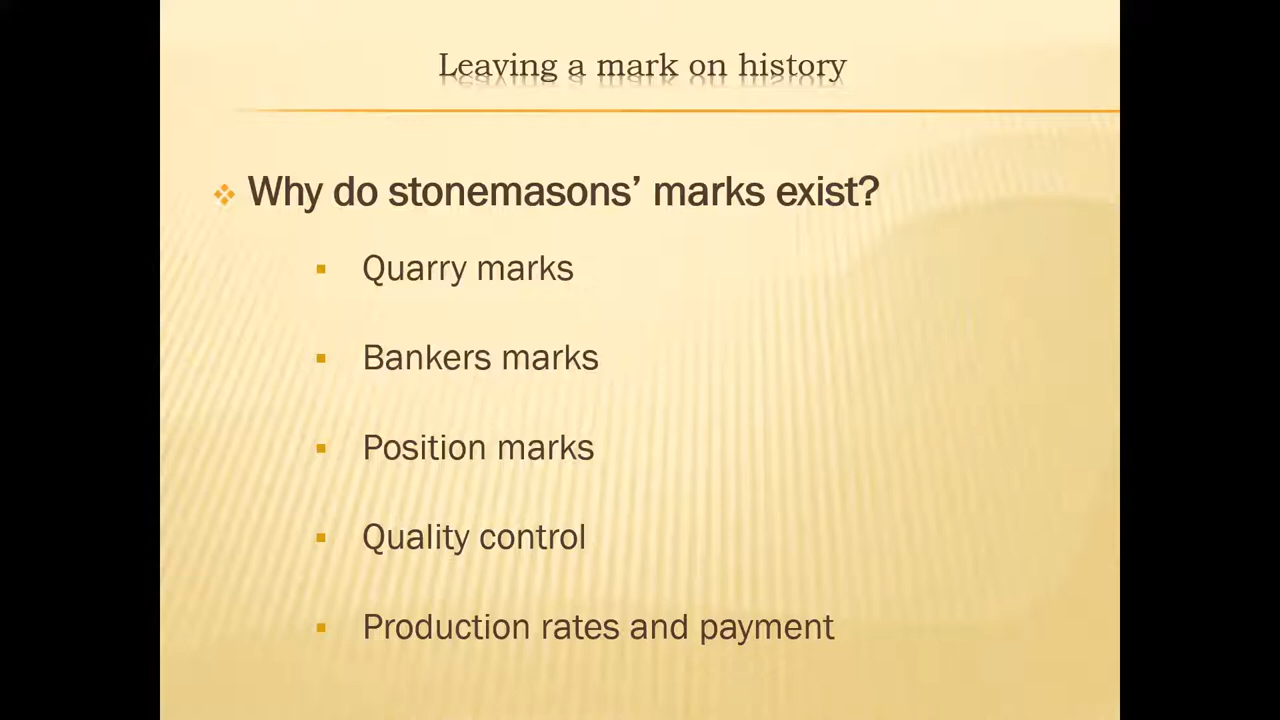 Leaving a mark on history
Why do stonemasons’ marks exist?
Quarry marks
Bankers marks
Position marks
Quality control
Production rates and payment